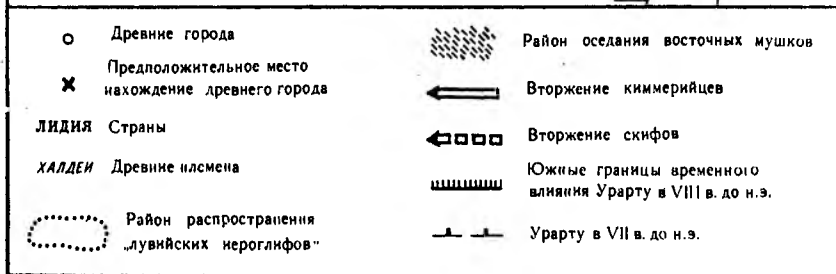 Древние города
Предположительное место
нахождение древнего города
ЛИДИЯ Страны
ХАЛДЕИ Древние племена
Район распространения
„лувийских иероглифов"
Район оседания восточных мушков
Вторжение киммерийцев
Вторжение скифов
Южные границы временного
влияния Урарту в VIII в. до н.э.
Урарту в VII в. до н.э.